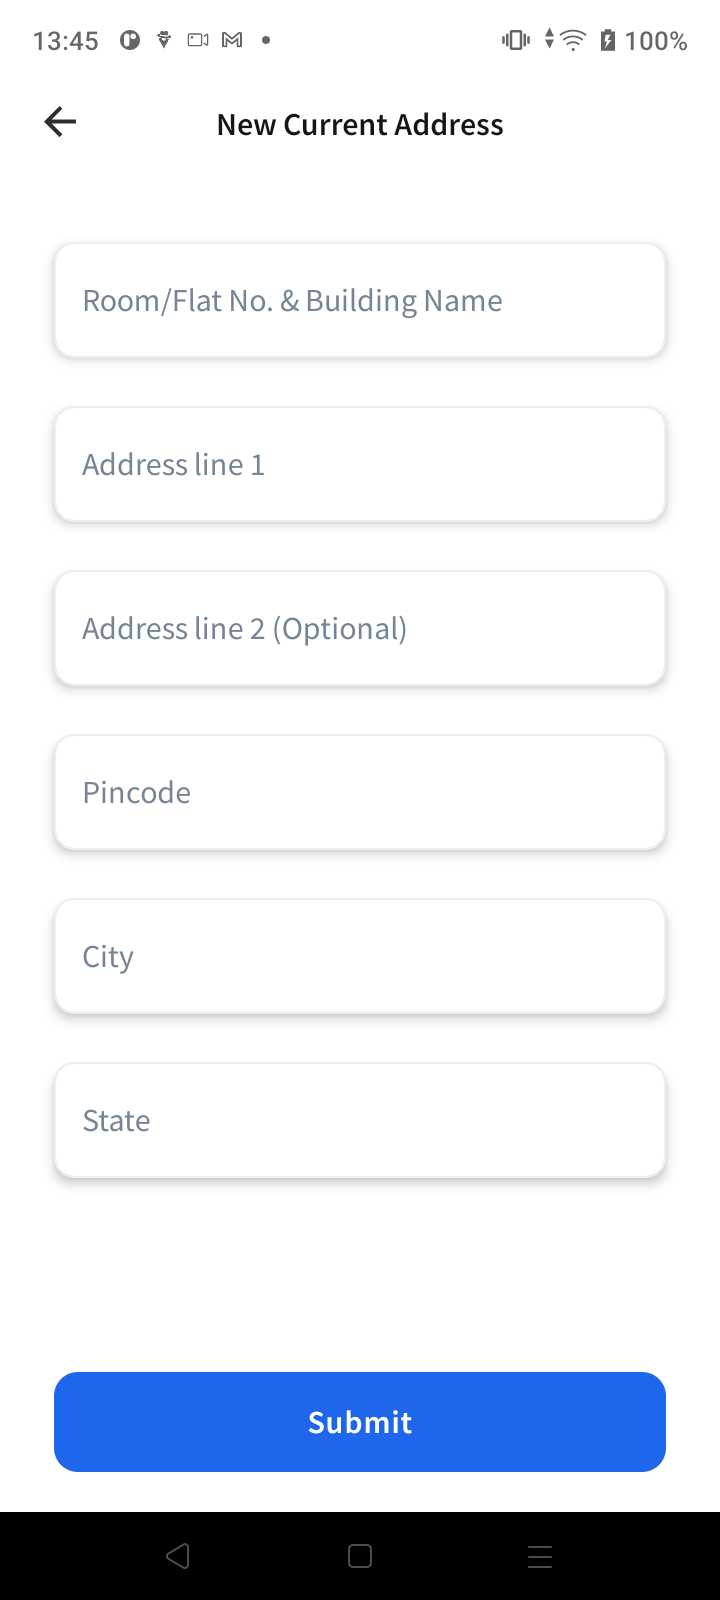 13:45
100%
New Current Address
Room/Flat No. & Building Name
Address line 1
Address line 2 (Optional)
Pincode
City
State
Submit